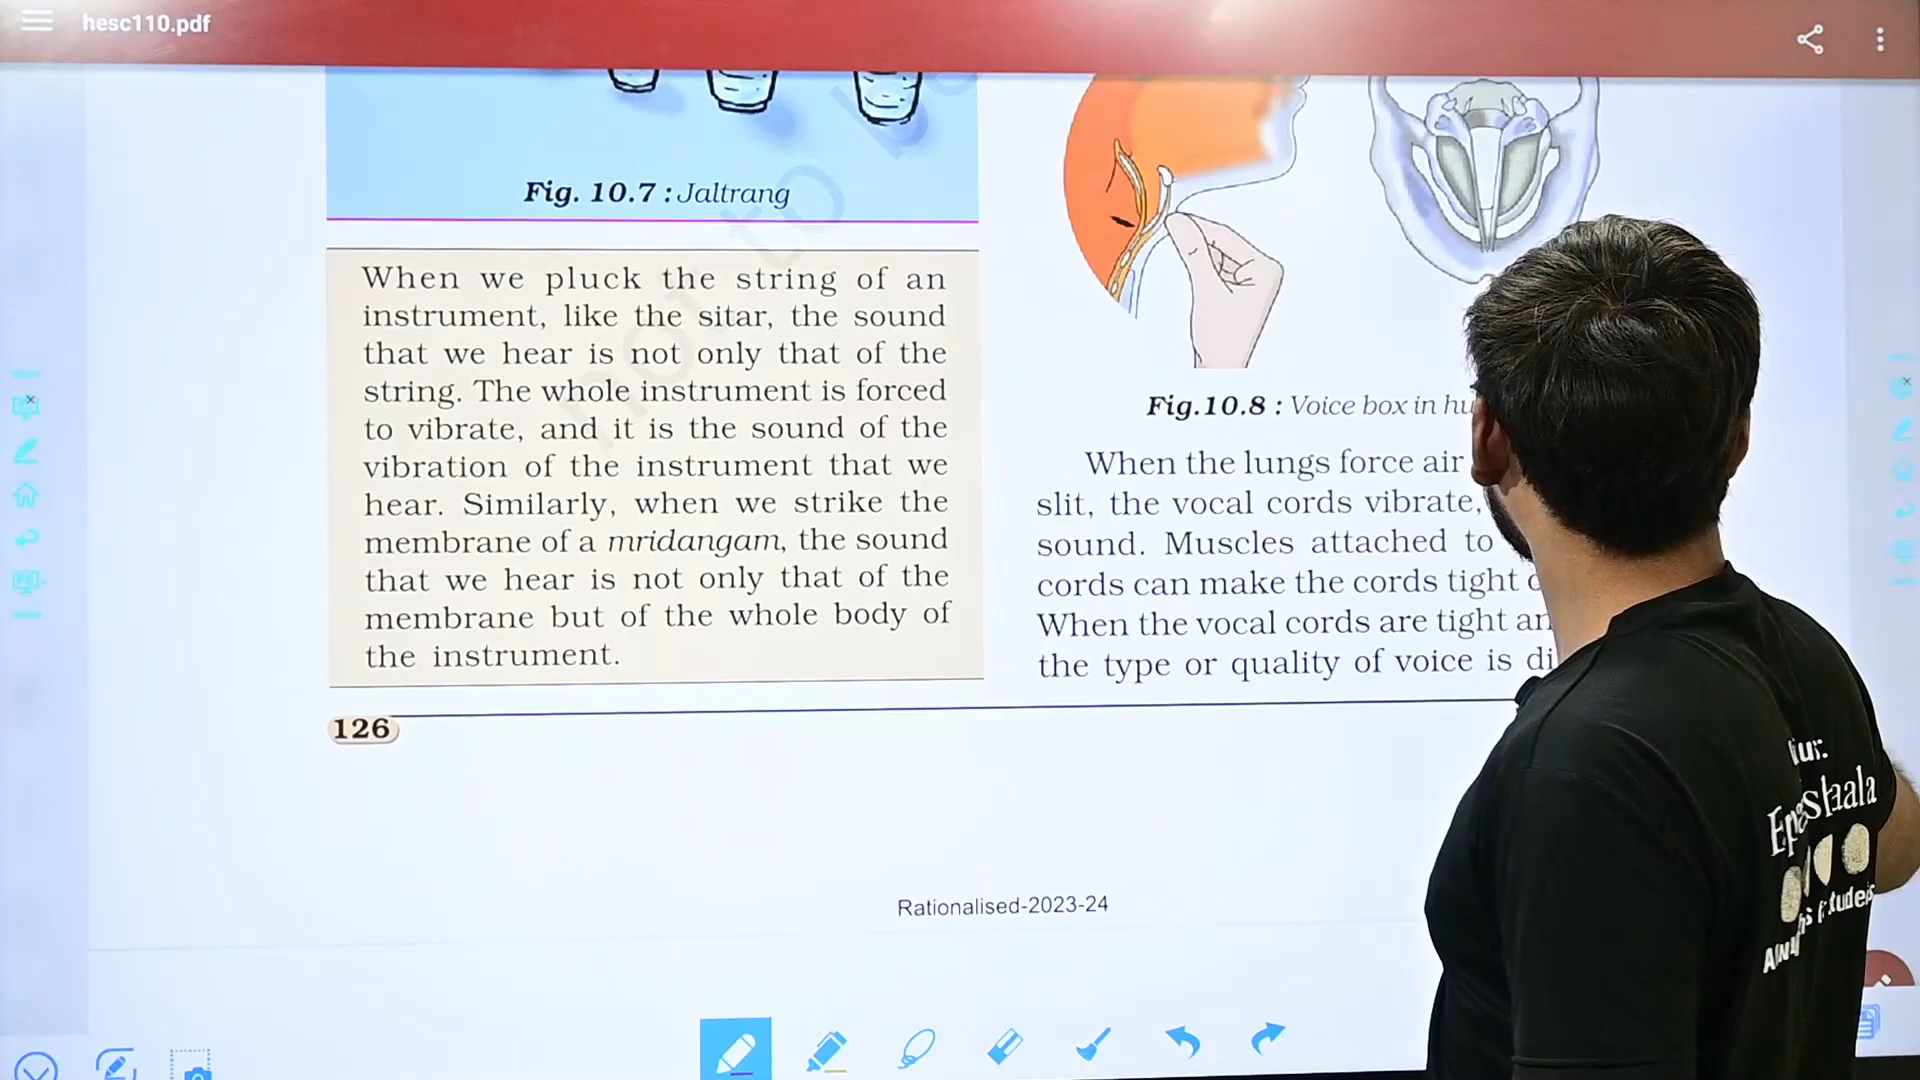 hesc110.pdf
Fig. 10.7 : Jaltrang
When we pluck the string of an
instrument, like the sitar, the sound
that we hear is not only that of the
string. The whole instrument is forced
to vibrate, and it is the sound of the
vibration of the instrument that we
hear. Similarly, when we strike the
membrane of a mridangam, the sound
that we hear is not only that of the
membrane but of the whole body of
the instrument.
126
Fig.10.8 : Voice box in
When the lungs force air
slit, the vocal cords vibrate,
sound. Muscles attached to
cords can make the cords tight
When the vocal cords are tight
the type or quality of voice is
Rationalised-2023-24
not to be